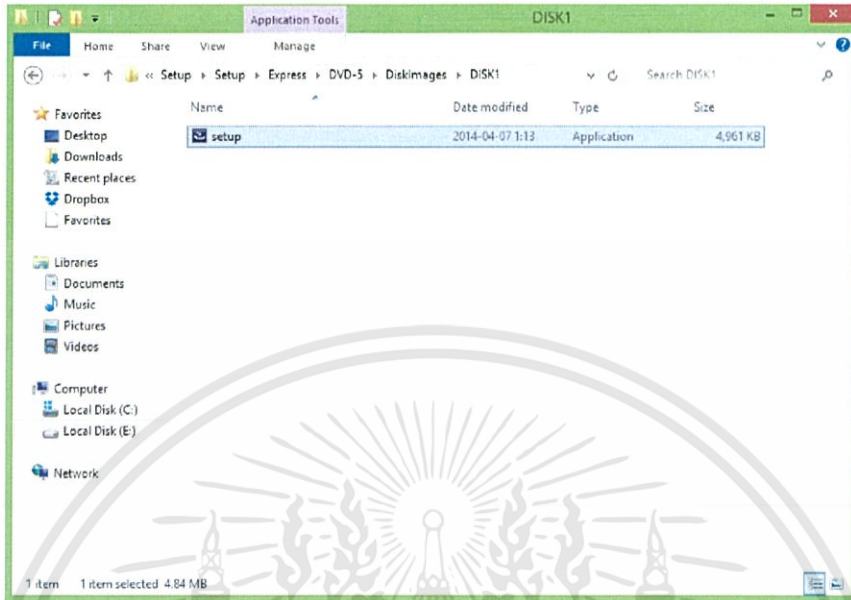 Application Tools DISK1
File Home Share View Manage
« Setup Setup Express DVD-5 DiskImages DISK1 Search DISK1
Name Date modified Type Size
setup 2014-04-07 1:13 Application 4,961 KB
Favorites
Desktop
Downloads
Recent places
Dropbox
Favorites
Libraries
Documents
Music
Pictures
Videos
Computer
Local Disk (C:)
Local Disk (E:)
Network
1 item 1 item selected 4.84 MB